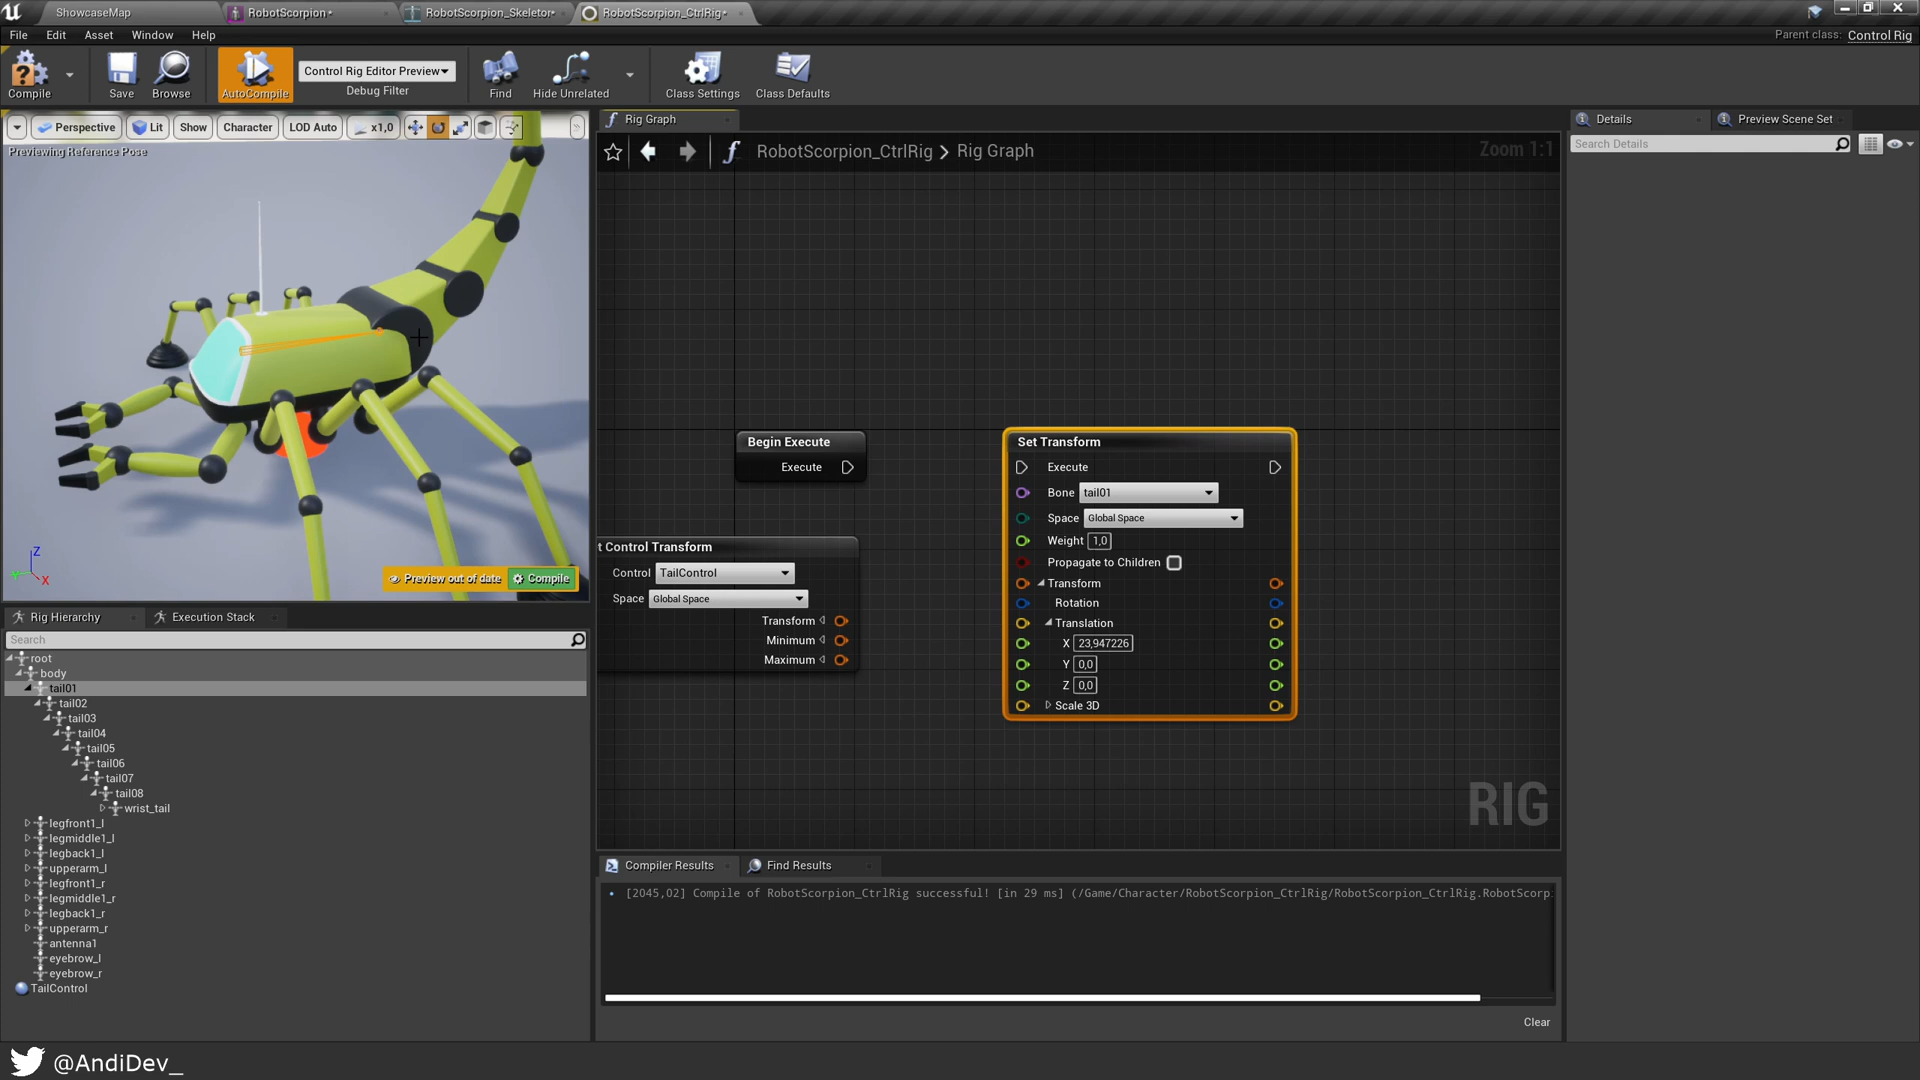 ShowcaseMap
RobotScorpion•
RobotScorpion_Skeleton•
RobotScorpion_CtrlRig•
File Edit Asset Window Help
Parent class: Control Rig
Compile
Save
Browse
AutoCompile
Control Rig Editor Preview
Debug Filter
Find
Hide Unrelated
Class Settings
Class Defaults
Perspective
Lit
Show
Character
LOD Auto
x1,0
Previewing Reference Pose
Z
X
Preview out of date
Compile
Rig Graph
RobotScorpion_CtrlRig > Rig Graph
Zoom 1:1
Begin Execute
Execute
t Control Transform
Control TailControl
Space Global Space
Transform
Minimum
Maximum
Set Transform
Execute
Bone tail01
Space Global Space
Weight 1,0
Propagate to Children
Transform
Rotation
Translation
X 23,947226
Y 0,0
Z 0,0
Scale 3D
RIG
Details
Preview Scene Set
Search Details
Rig Hierarchy
Execution Stack
Search
root
body
tail01
tail02
tail03
tail04
tail05
tail06
tail07
tail08
wrist_tail
legfront1_l
legmiddle1_l
legback1_l
upperarm_l
legfront1_r
legmiddle1_r
legback1_r
upperarm_r
antenna1
eyebrow_l
eyebrow_r
TailControl
Compiler Results
Find Results
[2045,02] Compile of RobotScorpion_CtrlRig successful! [in 29 ms] (/Game/Character/RobotScorpion_CtrlRig/RobotScorpion_CtrlRig.RobotScorpi
Clear
@AndiDev_